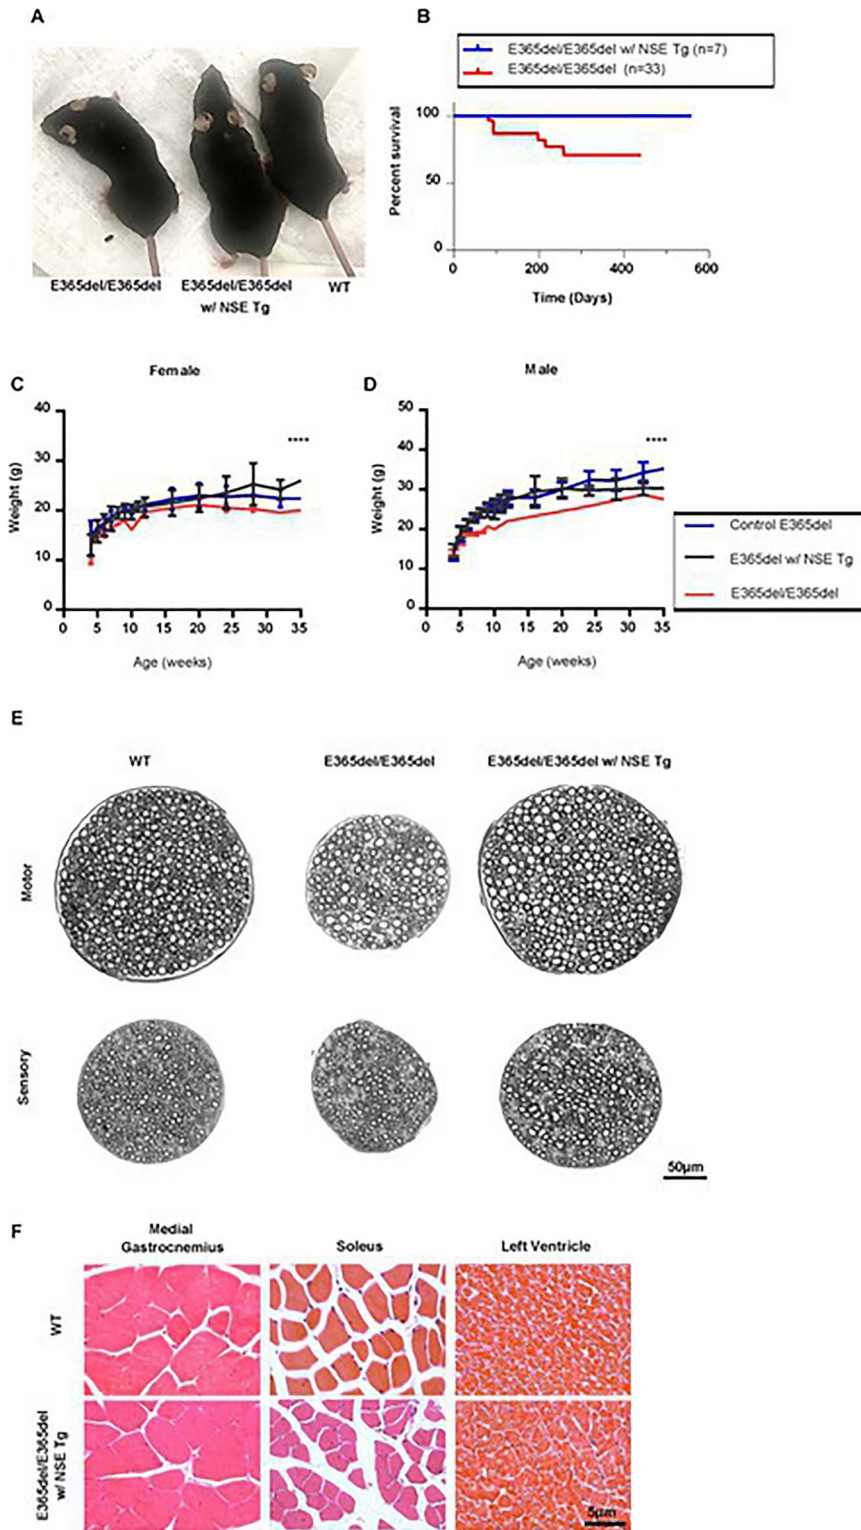 A
E365del/E365del
E365del/E365del
w/ NSE Tg
WT
B
E365del/E365del w/ NSE Tg (n=7)
E365del/E365del (n=33)
Percent survival
100
50
0
0
200
400
600
Time (Days)
C
Female
Weight (g)
40
30
20
10
0
0 5 10 15 20 25 30 35
****
Age (weeks)
D
Male
Weight (g)
50
40
30
20
10
0
0 5 10 15 20 25 30 35
****
Age (weeks)
Control E365del
E365del w/ NSE Tg
E365del/E365del
E
WT
E365del/E365del
E365del/E365del w/ NSE Tg
Motor
Sensory
50µm
F
Medial
Gastrocnemius
Soleus
Left Ventricle
WT
E365del/E365del
w/ NSE Tg
5µm